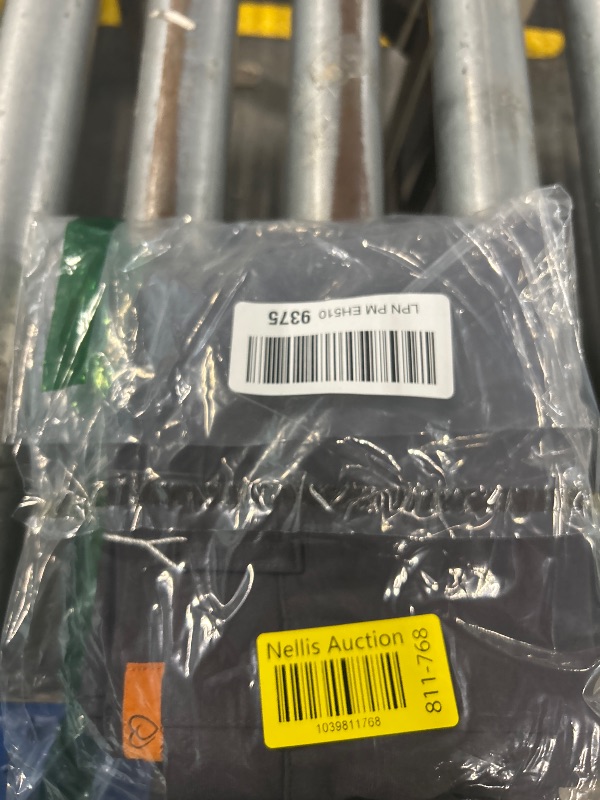 LPN PM EH510 9375
Nellis Auction
811-768
1039811768